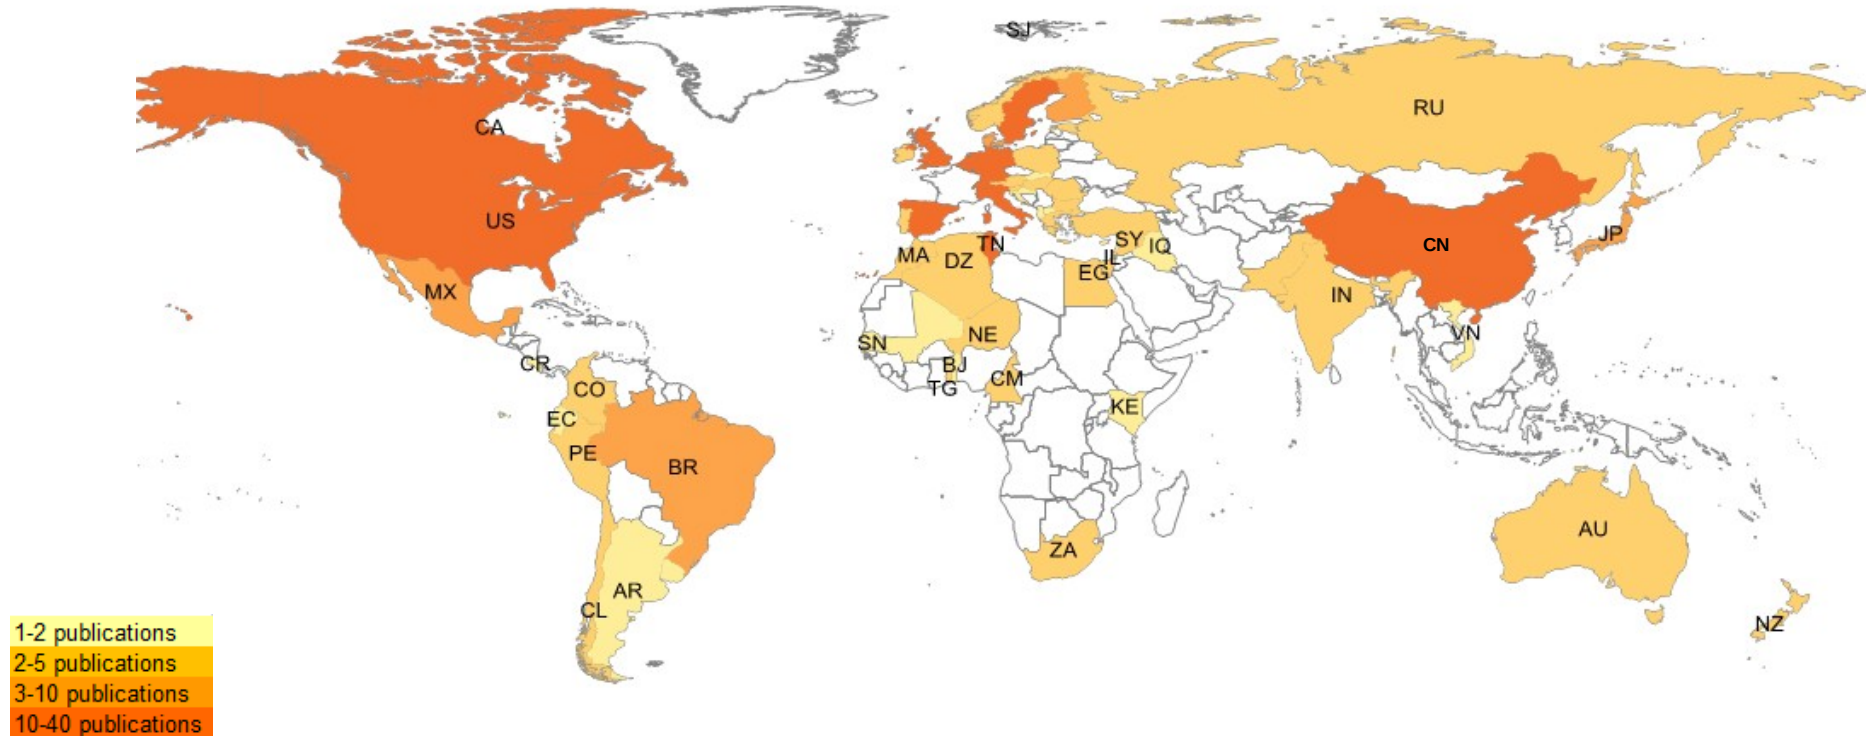 SJ
RU
CA
US
CN
JP
TN
SY
IQ
MA
DZ
IL
EG
MX
IN
NE
VN
SN
CR
BJ
CM
TG
CO
KE
EC
PE
BR
AU
ZA
AR
CL
NZ
1-2 publications
2-5 publications
3-10 publications
10-40 publications